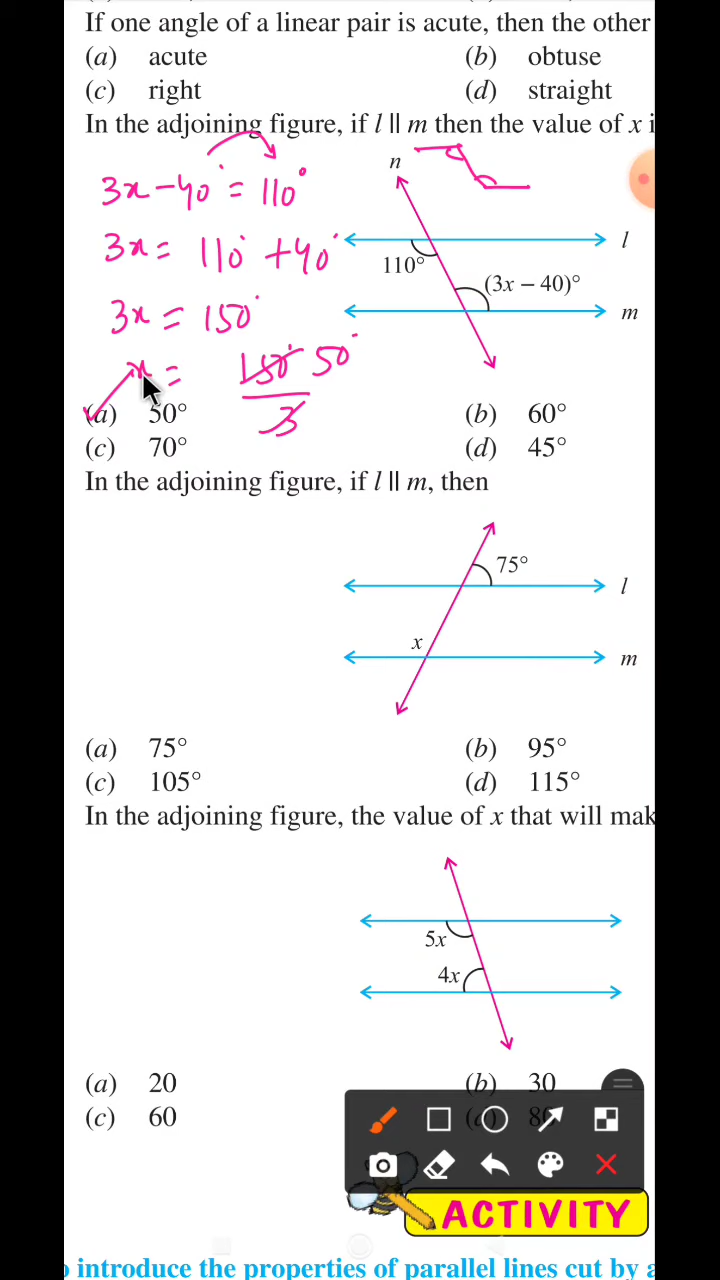 If one angle of a linear pair is acute, then the other
(a) acute (b) obtuse
(c) right (d) straight
In the adjoining figure, if l || m then the value of x i
n
3x − 40° = 110°
3x = 110° + 40°
l
110°
(3x − 40)°
3x = 150°
m
x = 150° 50°
3
(a) 50° (b) 60°
(c) 70° (d) 45°
In the adjoining figure, if l || m, then
75°
l
x
m
(a) 75° (b) 95°
(c) 105° (d) 115°
In the adjoining figure, the value of x that will mak
5x
4x
(a) 20 (b) 30
(c) 60 (d) 80
ACTIVITY
introduce the properties of parallel lines cut by a